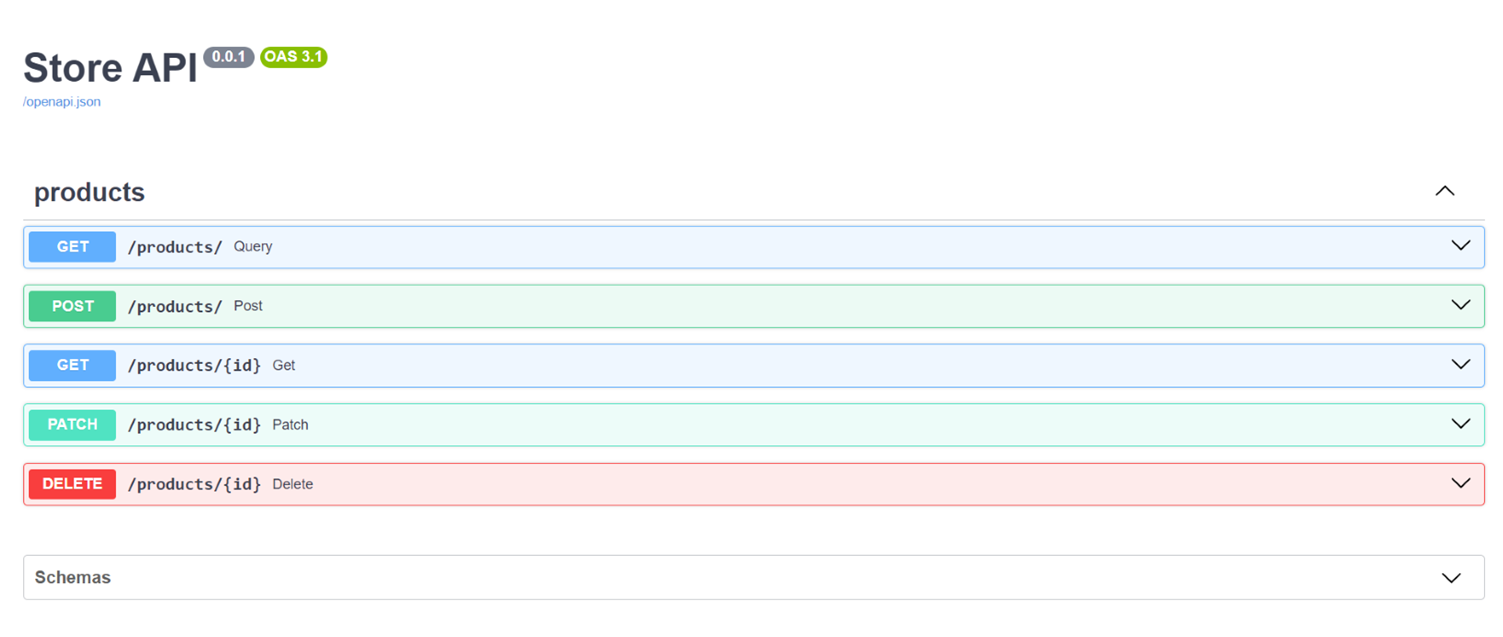 Store API 0.0.1 OAS 3.1
/openapi.json
products
GET /products/ Query
POST /products/ Post
GET /products/{id} Get
PATCH /products/{id} Patch
DELETE /products/{id} Delete
Schemas